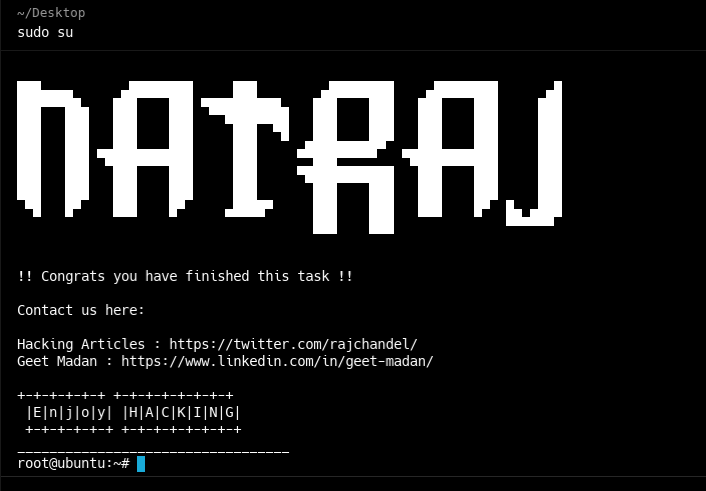 ~/Desktop
sudo su
NATRAJ
!! Congrats you have finished this task !!
Contact us here:
Hacking Articles : https://twitter.com/rajchandel/
Geet Madan : https://www.linkedin.com/in/geet-madan/
+-+-+-+-+-+ +-+-+-+-+-+-+-+
|E|n|j|o|y| |H|A|C|K|I|N|G|
+-+-+-+-+-+ +-+-+-+-+-+-+-+
__________________________________
root@ubuntu:~#